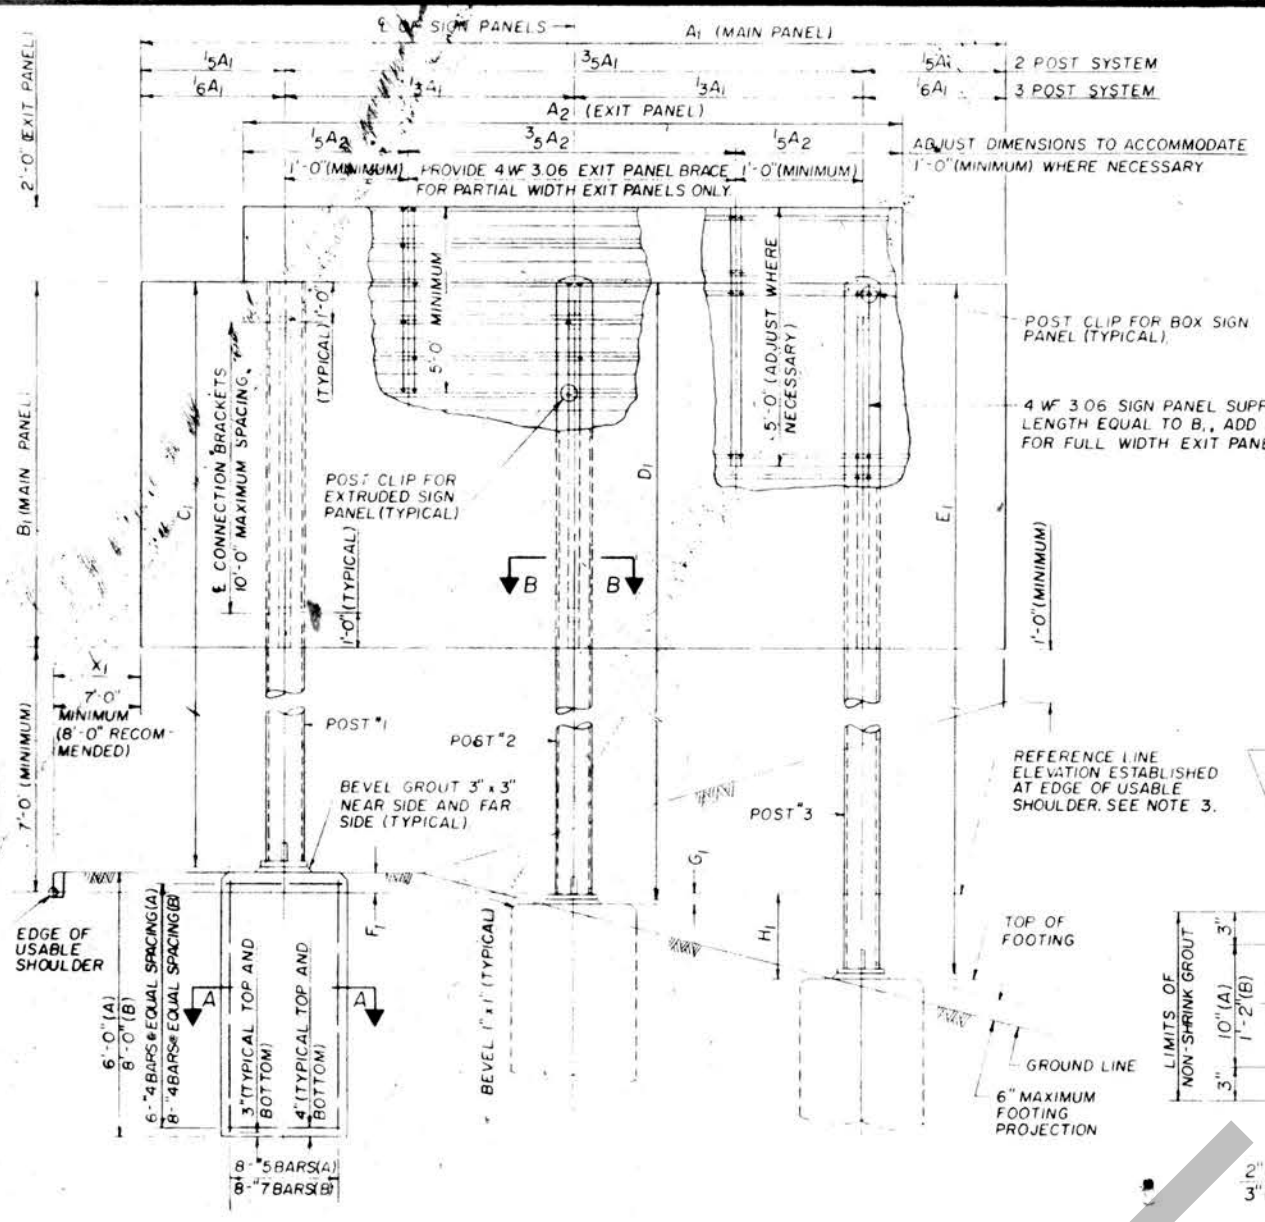 ℄ OF SIGN PANELS
A1 (MAIN PANEL)
1/5A1
3/5A1
1/5A1
2 POST SYSTEM
1/6A1
1/3A1
1/3A1
1/6A1
3 POST SYSTEM
A2 (EXIT PANEL)
1/5A2
3/5A2
1/5A2
ADJUST DIMENSIONS TO ACCOMMODATE
1'-0" (MINIMUM) WHERE NECESSARY
1'-0" (MINIMUM)
PROVIDE 4 WF 3.06 EXIT PANEL BRACE
FOR PARTIAL WIDTH EXIT PANELS ONLY.
1'-0" (MINIMUM)
2'-0" (EXIT PANEL)
B1 (MAIN PANEL)
7'-0" (MINIMUM)
C1
℄ CONNECTION BRACKETS
10'-0" MAXIMUM SPACING.
1'-0"
(TYPICAL)
5'-0" MINIMUM
5'-0" (ADJUST WHERE
NECESSARY)
POST CLIP FOR BOX SIGN
PANEL (TYPICAL)
4 WF 3.06 SIGN PANEL SUPP
LENGTH EQUAL TO B1, ADD
FOR FULL WIDTH EXIT PANE
POST CLIP FOR
EXTRUDED SIGN
PANEL (TYPICAL)
1'-0" (TYPICAL)
B
B
D1
E1
1'-0" (MINIMUM)
X1
7'-0"
MINIMUM
(8'-0" RECOM-
MENDED)
POST #1
POST #2
POST #3
BEVEL GROUT 3" x 3"
NEAR SIDE AND FAR
SIDE (TYPICAL)
REFERENCE LINE
ELEVATION ESTABLISHED
AT EDGE OF USABLE
SHOULDER. SEE NOTE 3.
EDGE OF
USABLE
SHOULDER
F1
G1
H1
TOP OF
FOOTING
6'-0" (A)
8'-0" (B)
6-#4 BARS @ EQUAL SPACING (A)
8-#4 BARS @ EQUAL SPACING (B)
A
A
3" (TYPICAL TOP AND
BOTTOM)
4" (TYPICAL TOP AND
BOTTOM)
BEVEL 1" x 1" (TYPICAL)
8-#5 BARS (A)
8-#7 BARS (B)
GROUND LINE
6" MAXIMUM
FOOTING
PROJECTION
LIMITS OF
NON-SHRINK GROUT
3"
10" (A)
1'-2" (B)
3"
2"
3"